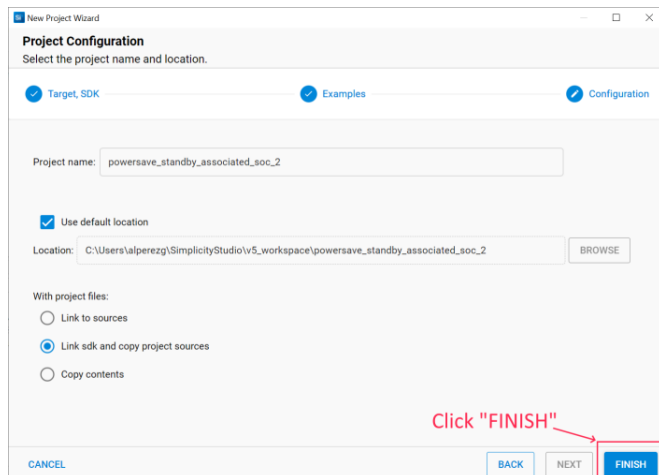 Si New Project Wizard
Project Configuration
Select the project name and location.
Target, SDK
Examples
Configuration
Project name: powersave_standby_associated_soc_2
Use default location
Location: C:\Users\alperezg\SimplicityStudio\v5_workspace\powersave_standby_associated_soc_2 BROWSE
With project files:
Link to sources
Link sdk and copy project sources
Copy contents
Click "FINISH"
CANCEL BACK NEXT FINISH